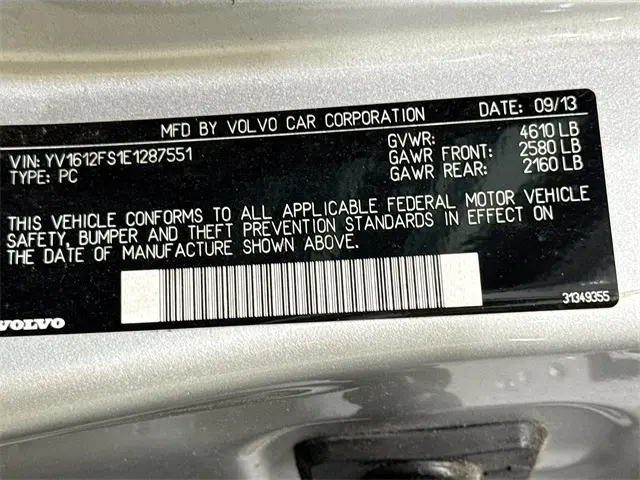 MFD BY VOLVO CAR CORPORATION DATE: 09/13
VIN: YV1612FS1E1287551 GVWR: 4610 LB
TYPE: PC GAWR FRONT: 2580 LB
GAWR REAR: 2160 LB
THIS VEHICLE CONFORMS TO ALL APPLICABLE FEDERAL MOTOR VEHICLE
SAFETY, BUMPER AND THEFT PREVENTION STANDARDS IN EFFECT ON
THE DATE OF MANUFACTURE SHOWN ABOVE.
VOLVO 31349355